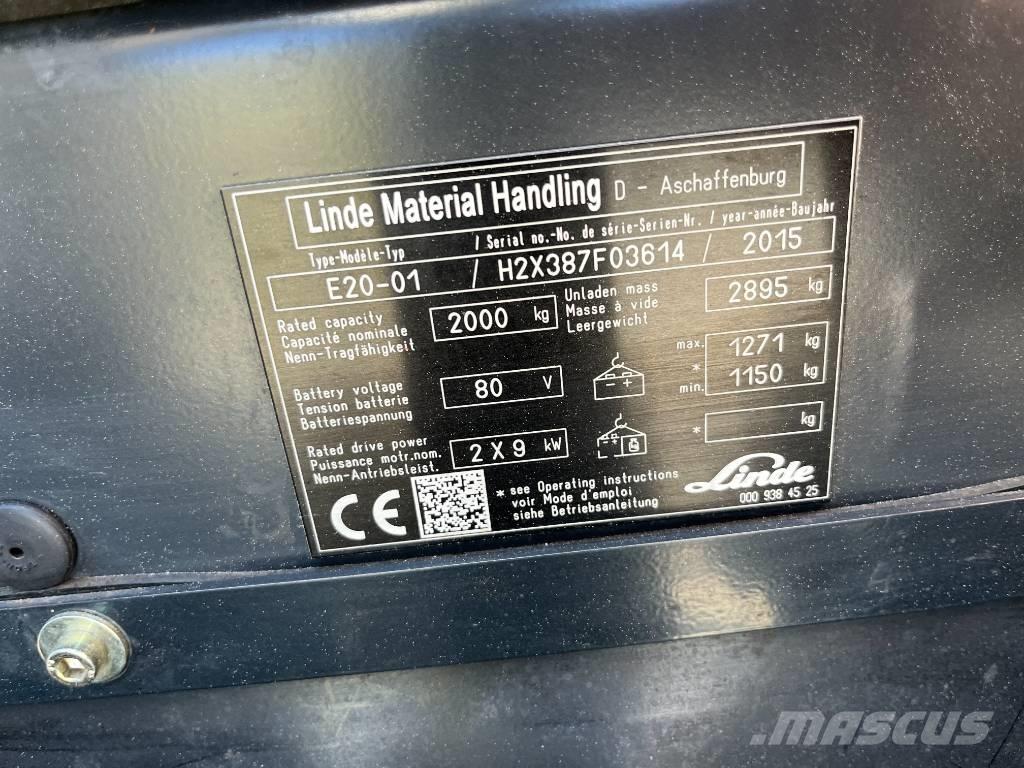 Linde Material Handling D - Aschaffenburg
Type-Modèle-Typ / Serial no.-No. de série-Serien-Nr. / year-année-Baujahr
E20-01 / H2X387F03614 / 2015
Rated capacity
Capacité nominale
Nenn-Tragfähigkeit
2000 kg
Unladen mass
Masse à vide
Leergewicht
2895 kg
Battery voltage
Tension batterie
Batteriespannung
80 V
max. 1271 kg
*
min. 1150 kg
Rated drive power
Puissance motr.nom.
Nenn-Antriebsleist.
2 X 9 kW
* kg
CE
* see Operating instructions
voir Mode d'emploi
siehe Betriebsanleitung
Linde
000 938 45 25
MASCUS